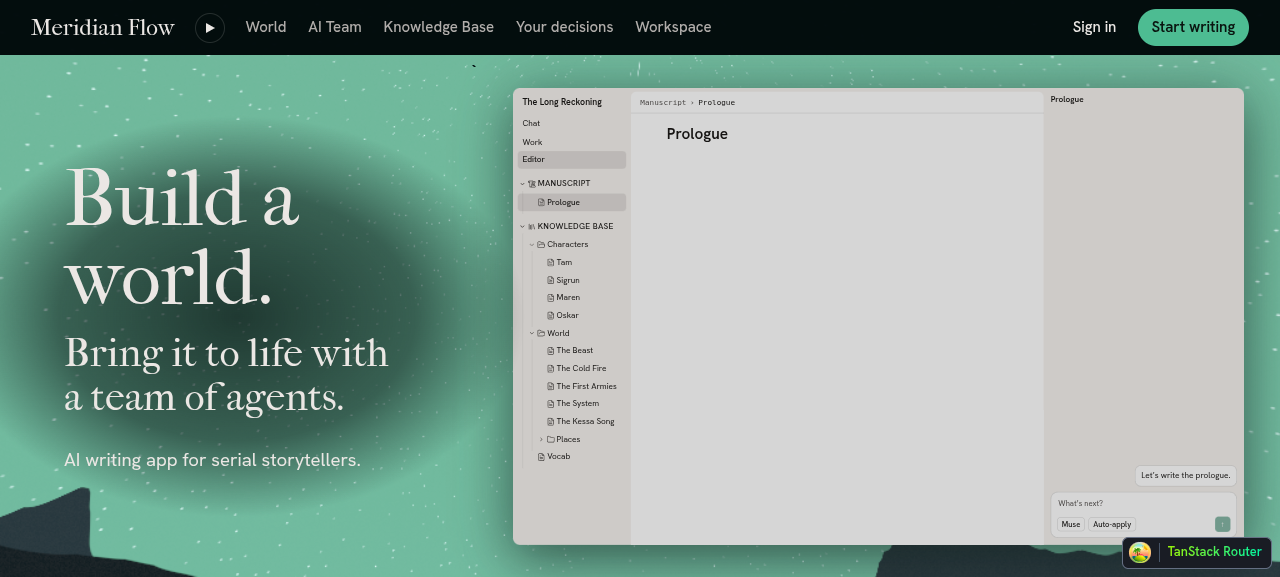 Meridian Flow
World
AI Team
Knowledge Base
Your decisions
Workspace
Sign in
Start writing
Build a
world.
Bring it to life with
a team of agents.
AI writing app for serial storytellers.
The Long Reckoning
Chat
Work
Editor
MANUSCRIPT
Prologue
KNOWLEDGE BASE
Characters
Tam
Sigrun
Maren
Oskar
World
The Beast
The Cold Fire
The First Armies
The System
The Kessa Song
Places
Vocab
Manuscript › Prologue
Prologue
Prologue
Let's write the prologue.
What's next?
Muse
Auto-apply
↑
TanStack Router